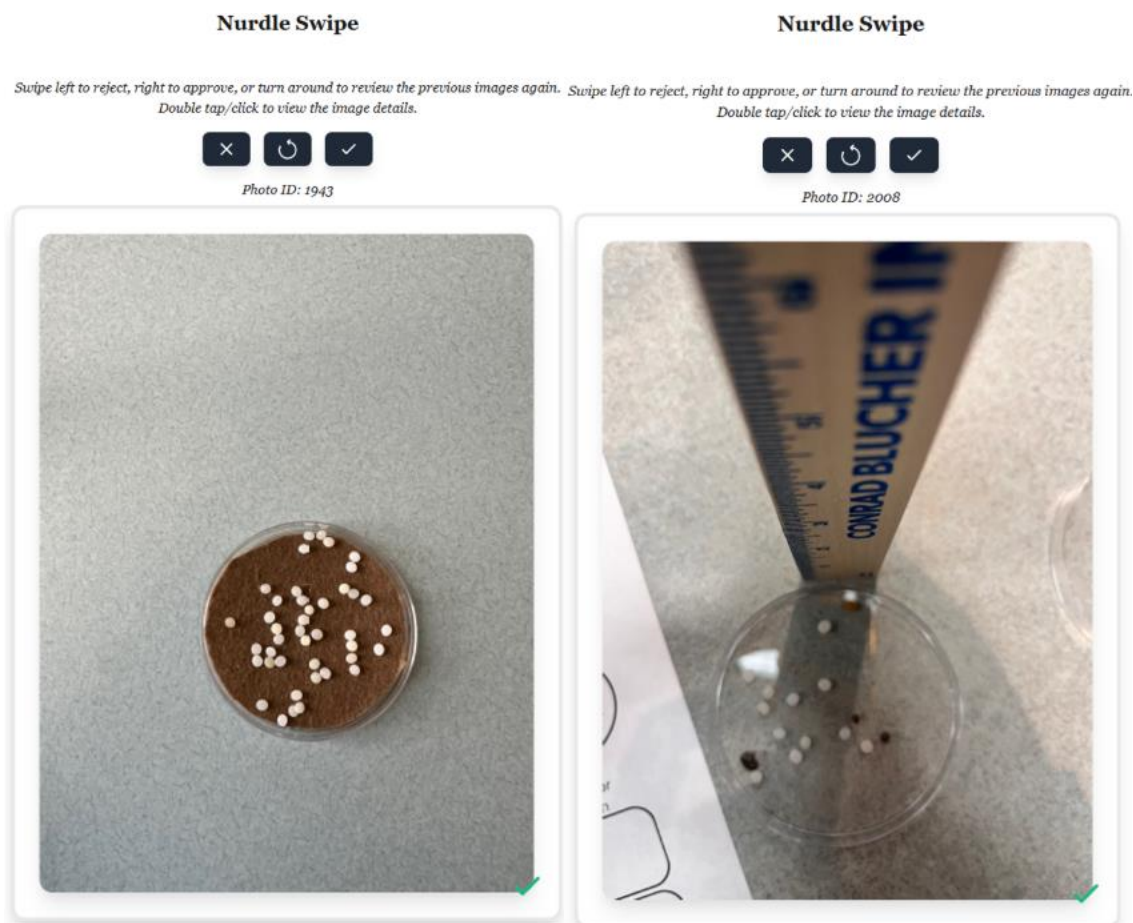 Nurdle Swipe
Swipe left to reject, right to approve, or turn around to review the previous images again.
Double tap/click to view the image details.
Photo ID: 1943
Nurdle Swipe
Swipe left to reject, right to approve, or turn around to review the previous images again.
Double tap/click to view the image details.
Photo ID: 2008
CONRAD BLUCHER IN